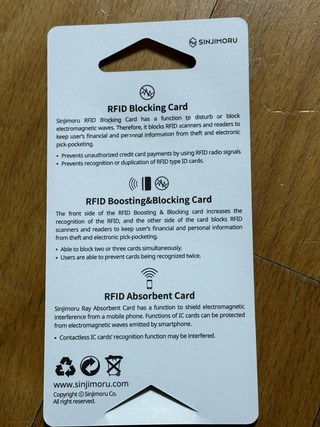 SINJIMORU
RFID Blocking Card
Sinjimoru RFID Blocking Card has a function to disturb or block
electromagnetic waves. Therefore, it blocks RFID scanners and readers to
keep user's financial and personal information from theft and electronic
pick-pocketing.
• Prevents unauthorized credit card payments by using RFID radio signals
• Prevents recognition or duplication of RFID type ID cards.
RFID Boosting&Blocking Card
The front side of the RFID Boosting & Blocking card increases the
recognition of the RFID, and the other side of the card blocks RFID
scanners and readers to keep user's financial and personal information
from theft and electronic pick-pocketing.
• Able to block two or three cards simultaneously.
• Users are able to prevent cards being recognized twice.
RFID Absorbent Card
Sinjimoru Ray Absorbent Card has a function to shield electromagnetic
interference from a mobile phone. Functions of IC cards can be protected
from electromagnetic waves emitted by smartphone.
• Contactless IC cards' recognition function may be interfered.
www.sinjimoru.com
Copyright ⓒ Sinjimoru Co.
All right reserved.